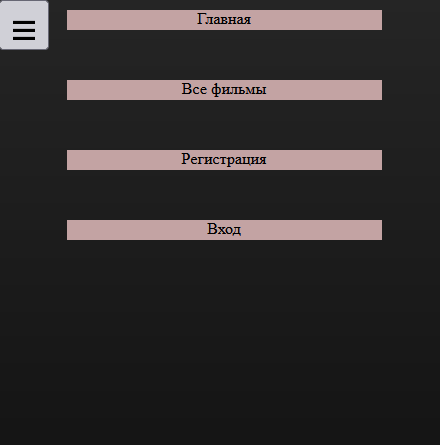 Главная
Все фильмы
Регистрация
Вход